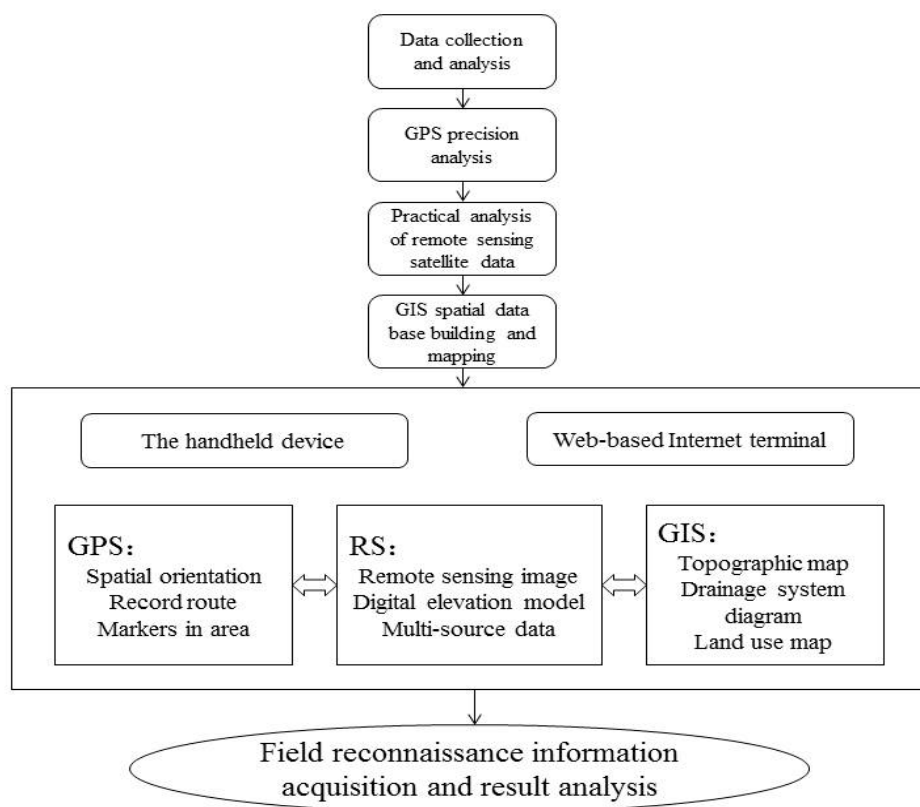 Data collection
and analysis
GPS precision
analysis
Practical analysis
of remote sensing
satellite data
GIS spatial data
base building and
mapping
The handheld device
Web-based Internet terminal
GPS：
Spatial orientation
Record route
Markers in area
RS：
Remote sensing image
Digital elevation model
Multi-source data
GIS：
Topographic map
Drainage system
diagram
Land use map
Field reconnaissance information
acquisition and result analysis